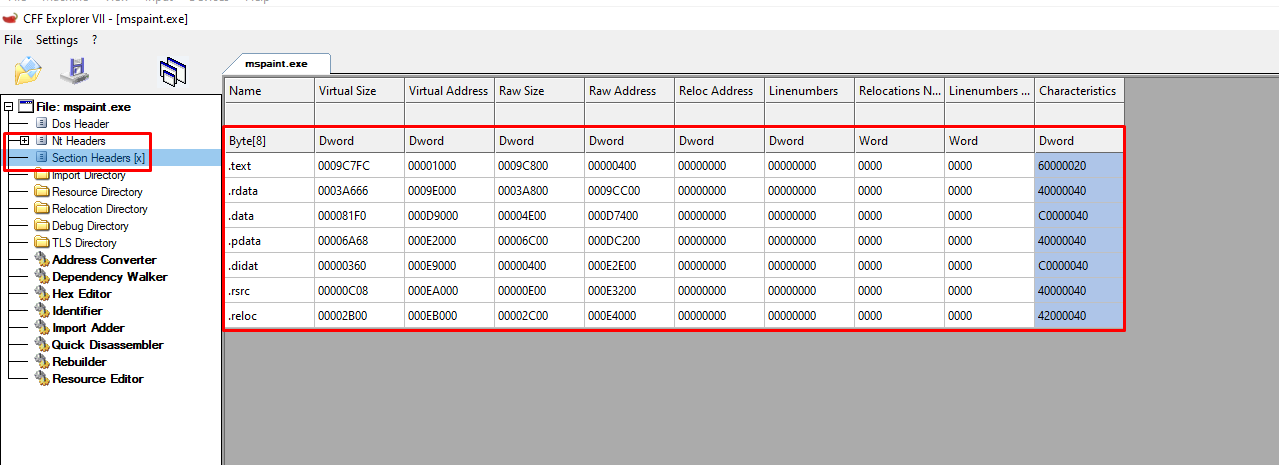 CFF Explorer VII - [mspaint.exe]
File Settings ?
mspaint.exe
File: mspaint.exe
Dos Header
Nt Headers
Section Headers [x]
Import Directory
Resource Directory
Relocation Directory
Debug Directory
TLS Directory
Address Converter
Dependency Walker
Hex Editor
Identifier
Import Adder
Quick Disassembler
Rebuilder
Resource Editor
Name Virtual Size Virtual Address Raw Size Raw Address Reloc Address Linenumbers Relocations N... Linenumbers ... Characteristics
Byte[8] Dword Dword Dword Dword Dword Dword Word Word Dword
.text 0009C7FC 00001000 0009C800 00000400 00000000 00000000 0000 0000 60000020
.rdata 0003A666 0009E000 0003A800 0009CC00 00000000 00000000 0000 0000 40000040
.data 000081F0 000D9000 00004E00 000D7400 00000000 00000000 0000 0000 C0000040
.pdata 00006A68 000E2000 00006C00 000DC200 00000000 00000000 0000 0000 40000040
.didat 00000360 000E9000 00000400 000E2E00 00000000 00000000 0000 0000 C0000040
.rsrc 00000C08 000EA000 00000E00 000E3200 00000000 00000000 0000 0000 40000040
.reloc 00002B00 000EB000 00002C00 000E4000 00000000 00000000 0000 0000 42000040